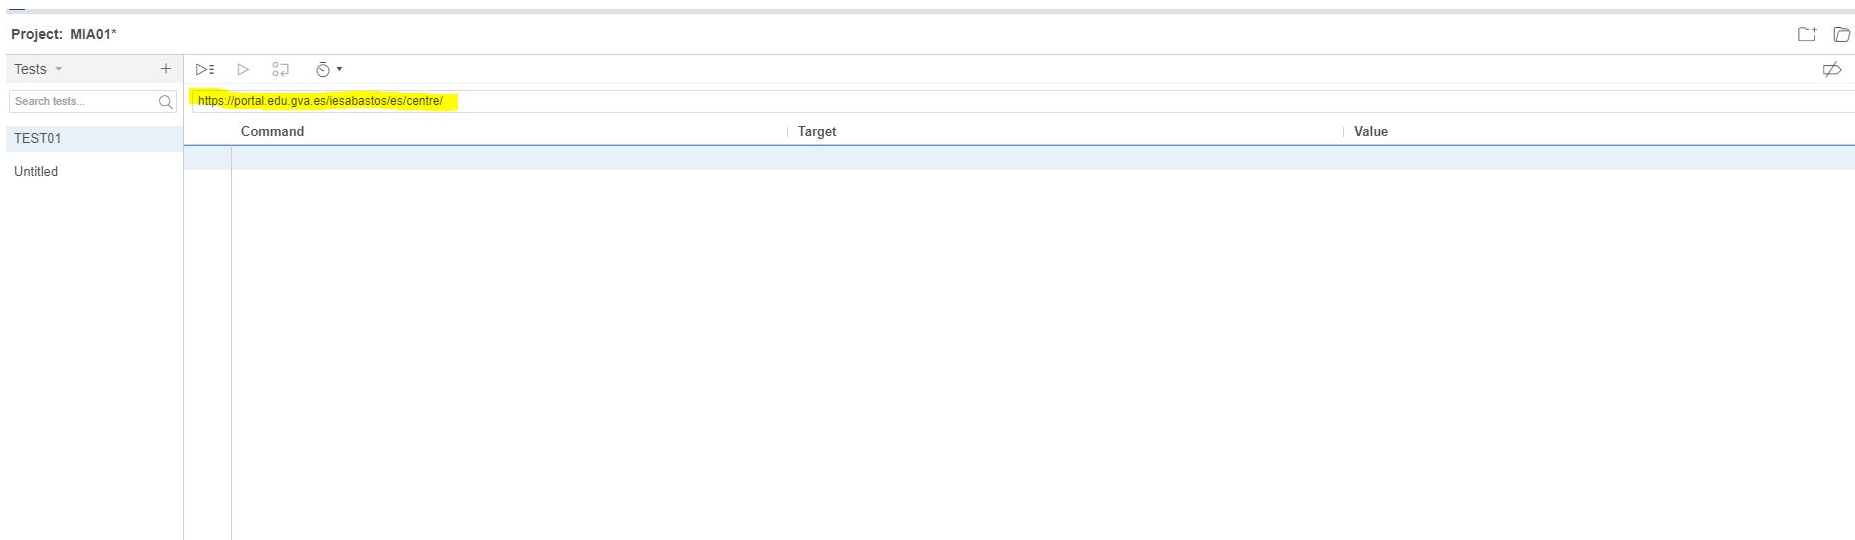 Project: MIA01*
Tests
Search tests...
https://portal.edu.gva.es/iesabastos/es/centre/
Command Target Value
TEST01
Untitled